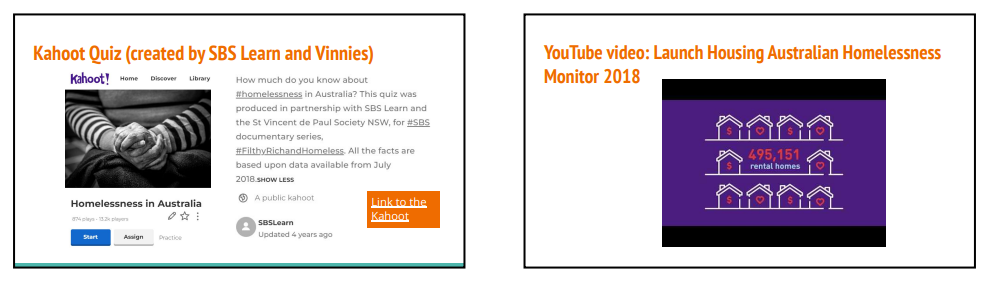 Kahoot Quiz (created by SBS Learn and Vinnies)
Kahoot! Home Discover Library
Homelessness in Australia
874 plays · 13.2k players
Start Assign Practice
How much do you know about
#homelessness in Australia? This quiz was
produced in partnership with SBS Learn and
the St Vincent de Paul Society NSW, for #SBS
documentary series,
#FilthyRichandHomeless. All the facts are
based upon data available from July
2018.SHOW LESS
A public kahoot
SBSLearn
Updated 4 years ago
Link to the
Kahoot
YouTube video: Launch Housing Australian Homelessness
Monitor 2018
$ $
$ 495,151
rental homes
$ $